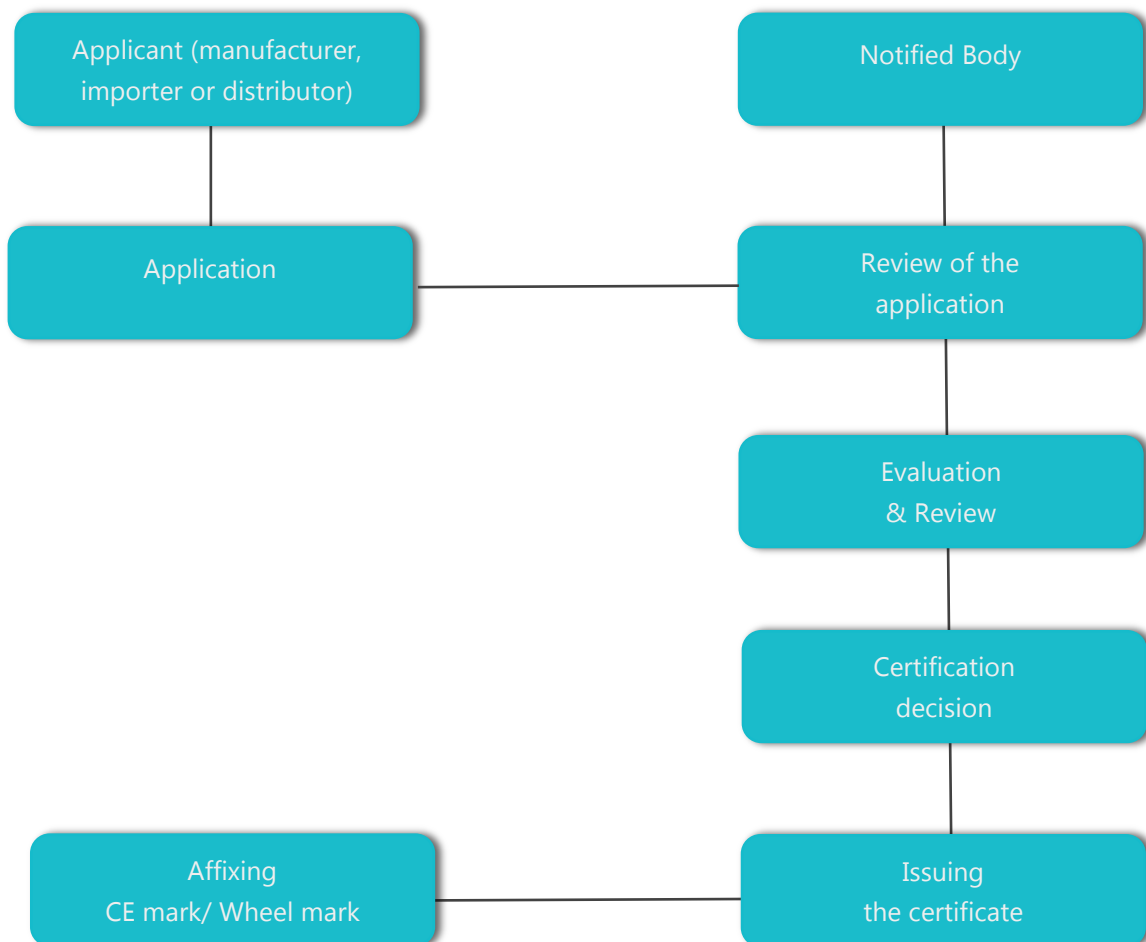 Applicant (manufacturer,
importer or distributor)
Notified Body
Application
Review of the
application
Evaluation
& Review
Certification
decision
Affixing
CE mark/ Wheel mark
Issuing
the certificate